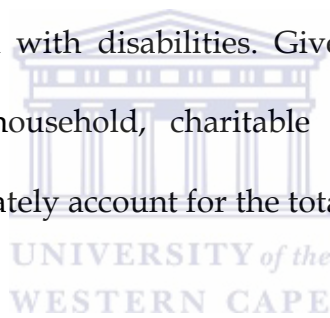 with disabilities. Give
household, charitable
ately account for the tota
UNIVERSITY of the
WESTERN CAPE